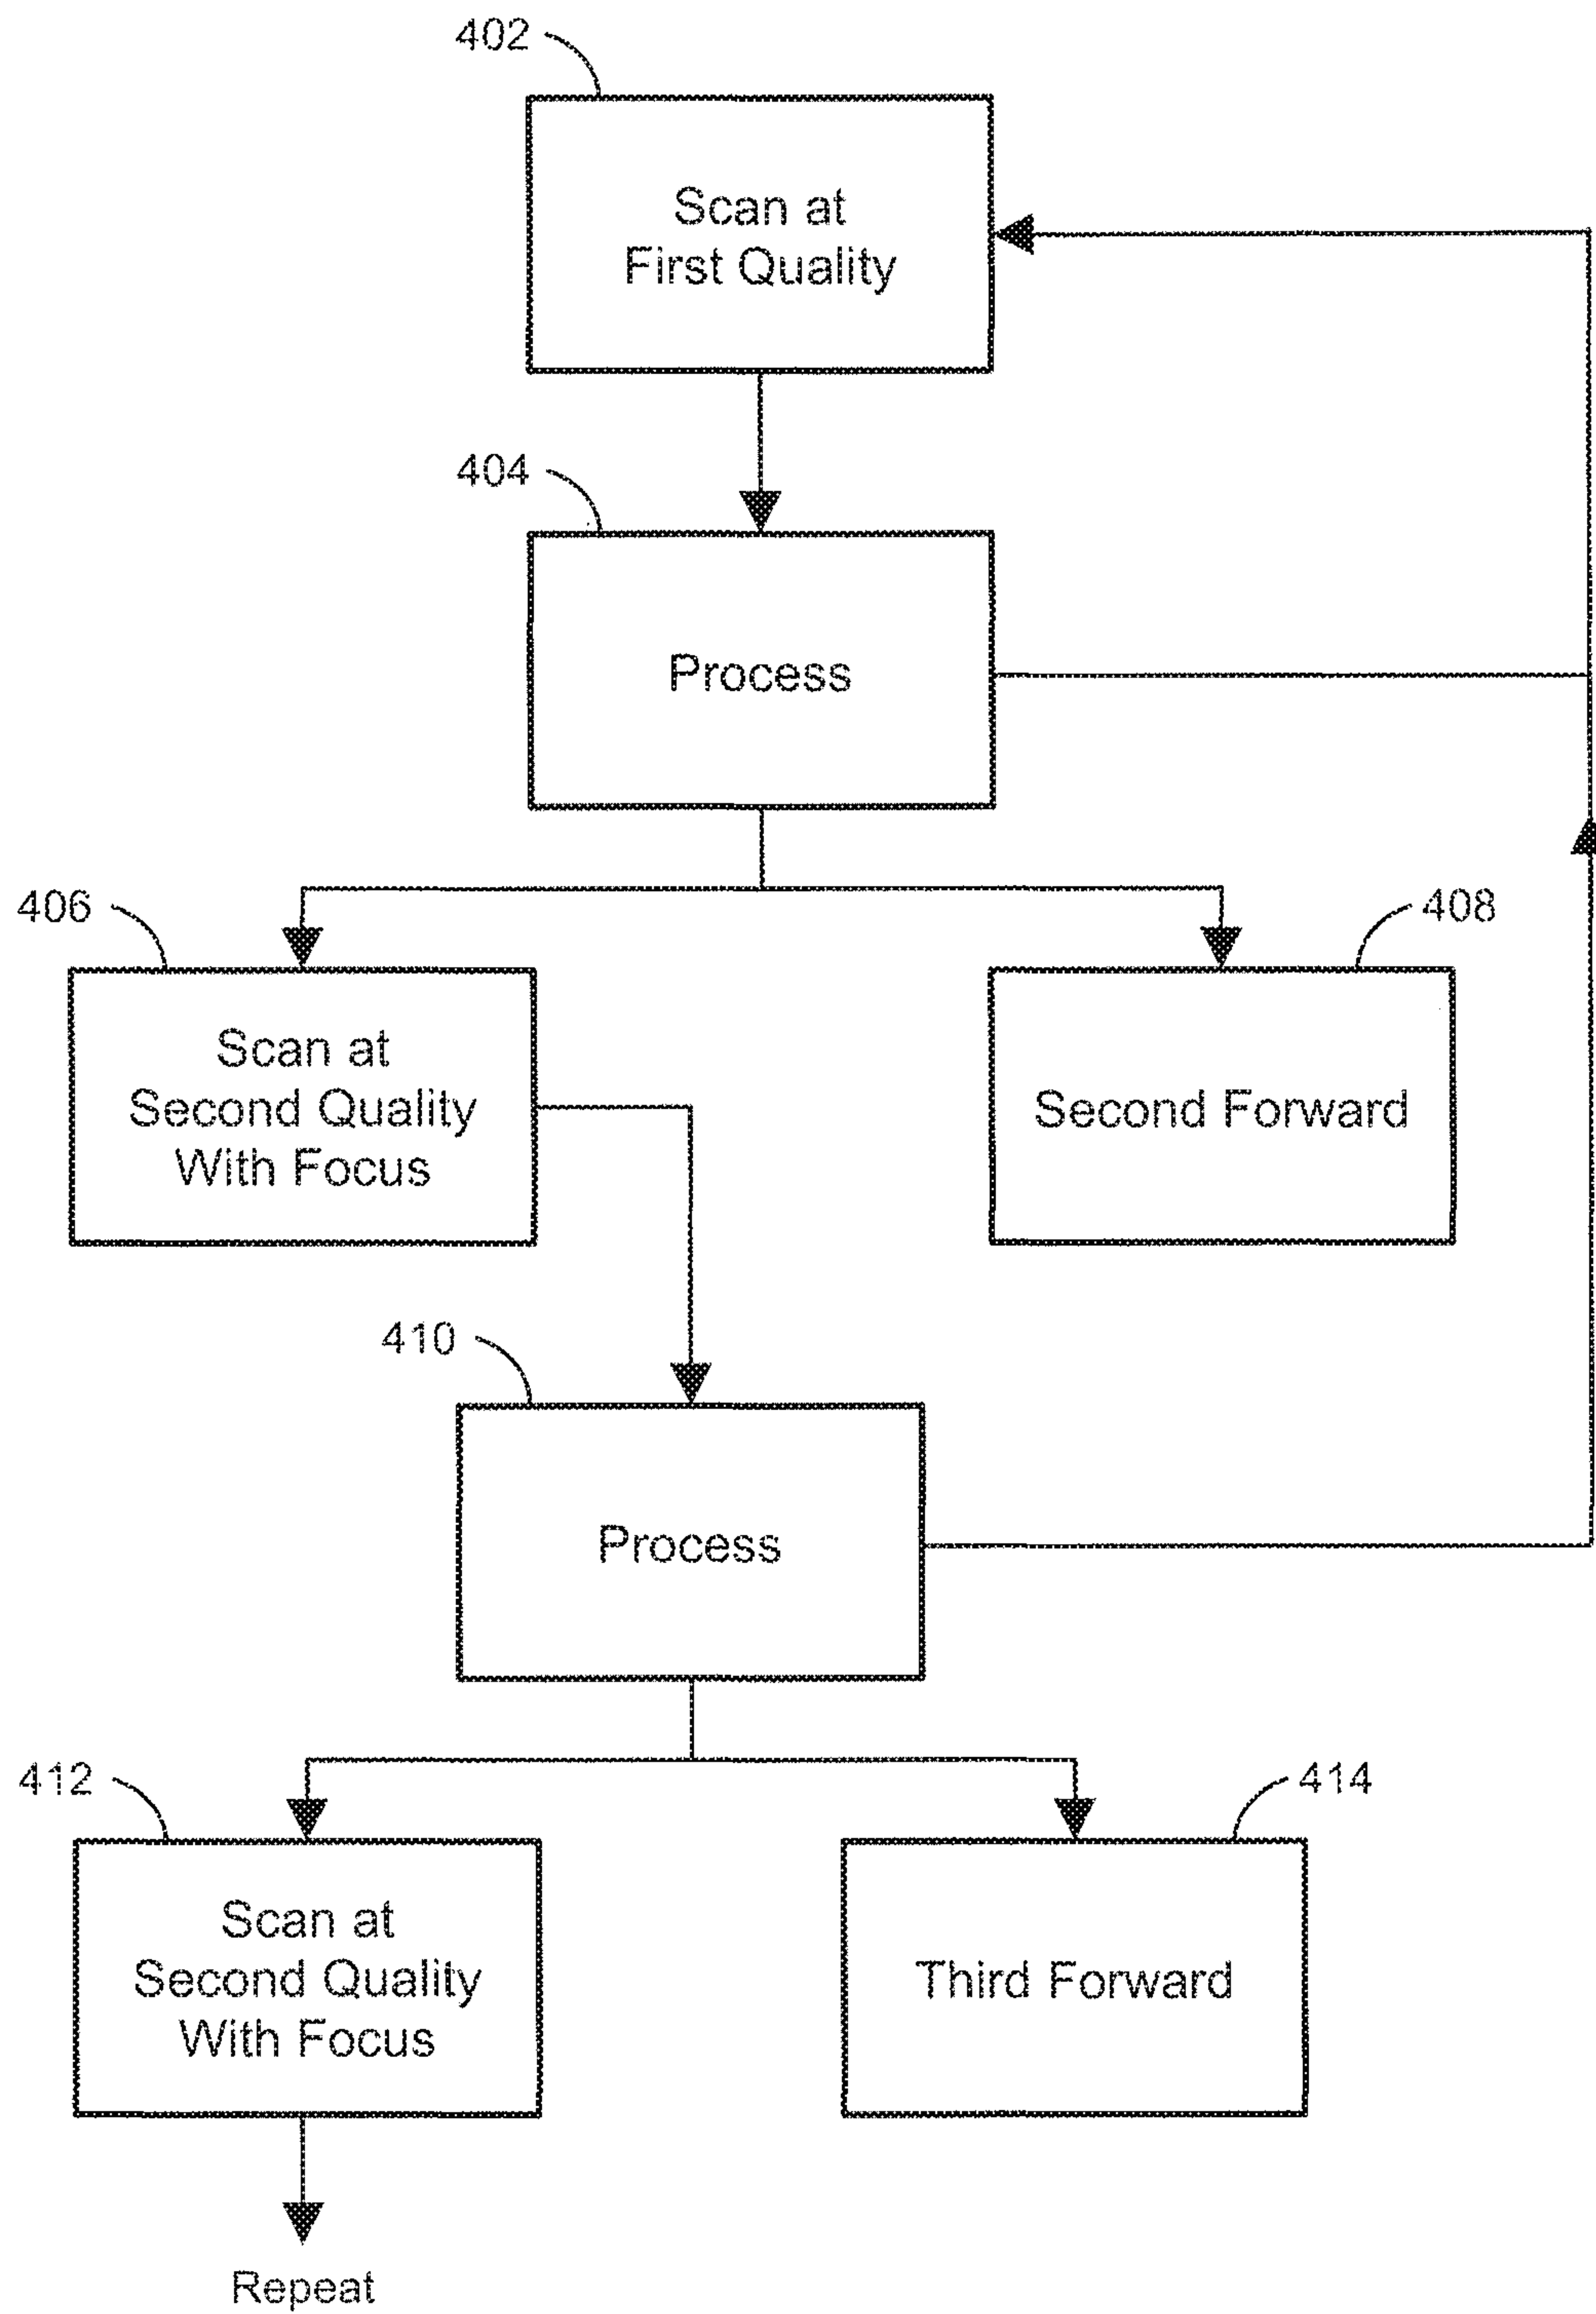 402
Scan at
First Quality
404
Process
406
408
Scan at
Second Quality
With Focus
Second Forward
410
Process
412
414
Scan at
Second Quality
With Focus
Third Forward
Repeat